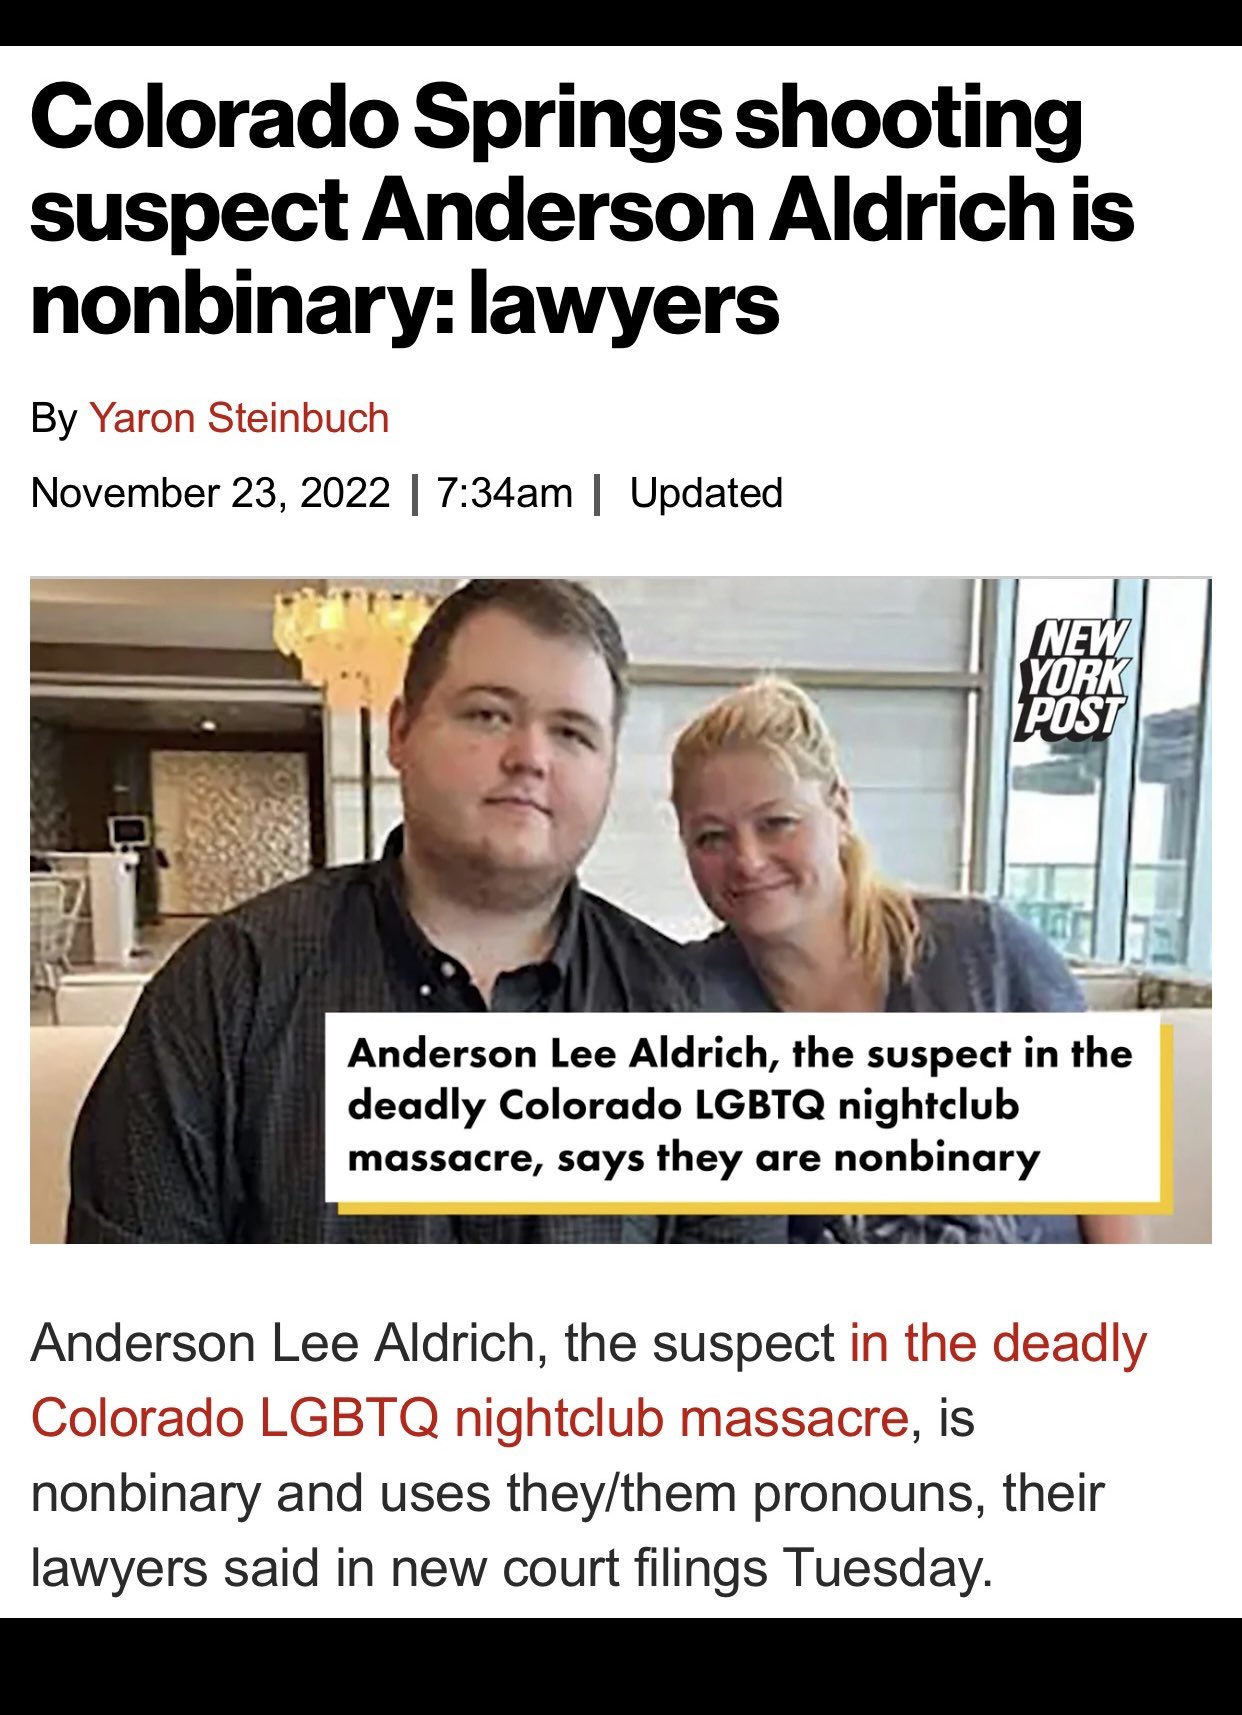 Colorado Springs shooting
suspect Anderson Aldrich is
nonbinary: lawyers
By Yaron Steinbuch
November 23, 2022 | 7:34am | Updated
NEW
YORK
POST
Anderson Lee Aldrich, the suspect in the
deadly Colorado LGBTQ nightclub
massacre, says they are nonbinary
Anderson Lee Aldrich, the suspect in the deadly
Colorado LGBTQ nightclub massacre, is
nonbinary and uses they/them pronouns, their
lawyers said in new court filings Tuesday.